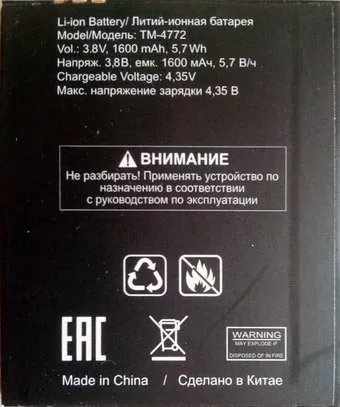 Li-ion Battery/ Литий-ионная батарея
Model/Модель: TM-4772
Vol.: 3.8V, 1600 mAh, 5,7 Wh
Напряж. 3,8В, емк. 1600 мАч, 5,7 В/ч
Chargeable Voltage: 4,35V
Макс. напряжение зарядки 4,35 В
ВНИМАНИЕ
Не разбирать! Применять устройство по
назначению в соответствии
с руководством по эксплуатации
EAC
WARNING
MAY EXPLODE IF
DISPOSED OF IN FIRE
Made in China / Сделано в Китае